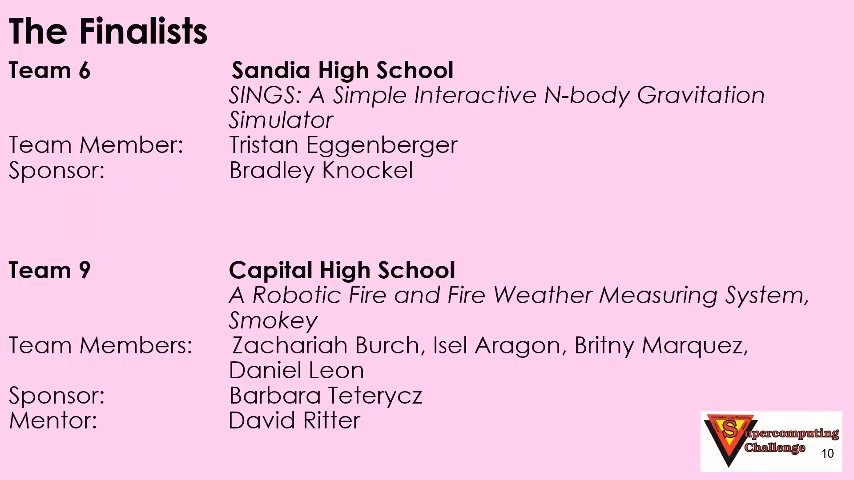 The Finalists
Team 6 Sandia High School
SINGS: A Simple Interactive N-body Gravitation
Simulator
Team Member: Tristan Eggenberger
Sponsor: Bradley Knockel
Team 9 Capital High School
A Robotic Fire and Fire Weather Measuring System,
Smokey
Team Members: Zachariah Burch, Isel Aragon, Britny Marquez,
Daniel Leon
Sponsor: Barbara Teterycz
Mentor: David Ritter
Supercomputing
Challenge
10